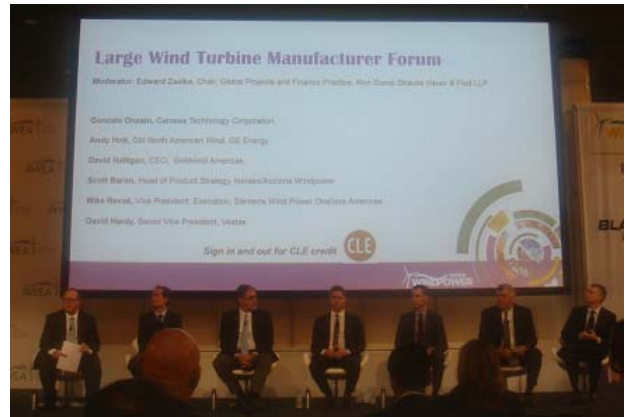 Large Wind Turbine Manufacturer Forum
Moderator: Edward Zaelke, Chair, Global Projects and Finance Practice, Akin Gump Strauss Hauer & Feld LLP
Gonzalo Onzain, Gamesa Technology Corporation
Andy Holt, GM North American Wind, GE Energy
David Halligan, CEO, Goldwind Americas
Scott Baron, Head of Product Strategy, Nordex/Acciona Windpower
Mike Revak, Vice President, Execution, Siemens Wind Power Onshore Americas
David Hardy, Senior Vice President, Vestas
Sign in and out for CLE credit
CLE
WINDPOWER
AWEA